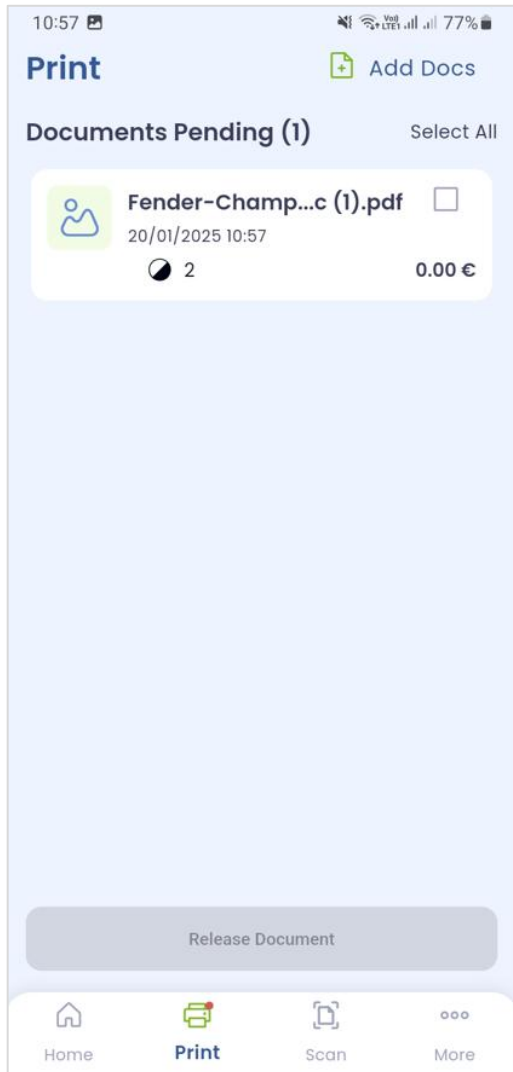 10:57 77%
Print Add Docs
Documents Pending (1) Select All
Fender-Champ...c (1).pdf
20/01/2025 10:57
2 0.00 €
Release Document
Home Print Scan More